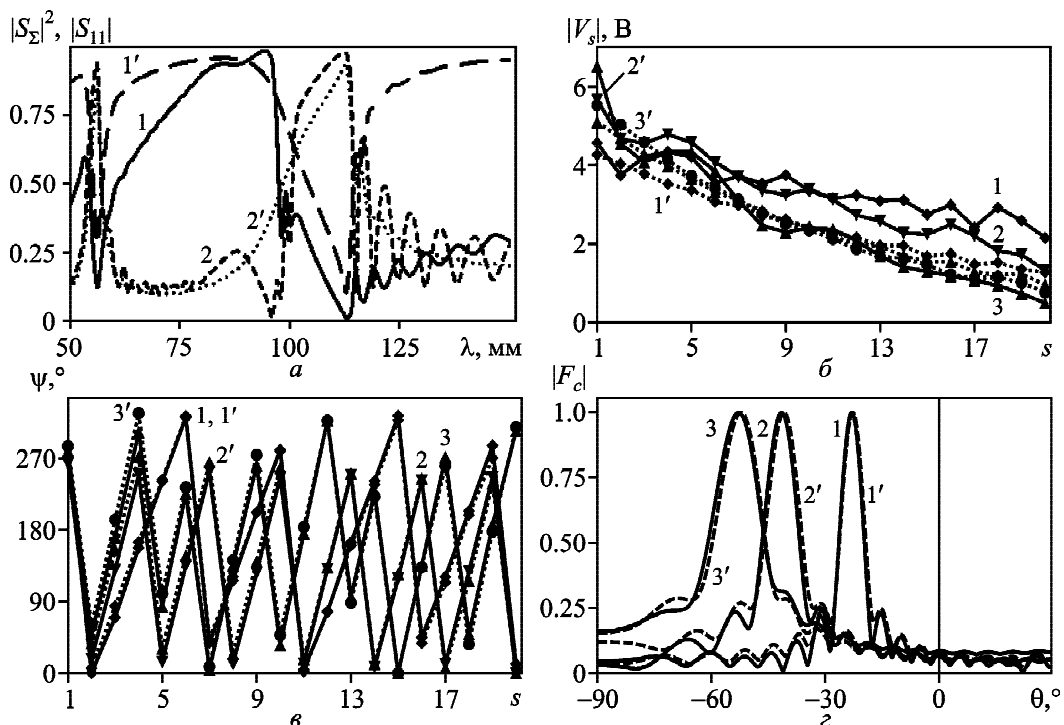 |S_Σ|², |S₁₁|
0.75
0.50
0.25
0
50 75 100 125 λ, мм
1′
1
2′
2
а
|V_s|, В
6
4
2
0
1 5 9 13 17 s
2′
3′
1′
1
2
3
б
ψ,°
270
180
90
0
1 5 9 13 17 s
3′
1, 1′
2′
2
3
в
|F_c|
1.0
0.75
0.50
0.25
0
−90 −60 −30 0 θ,°
3 2 1
2′ 1′
3′
г